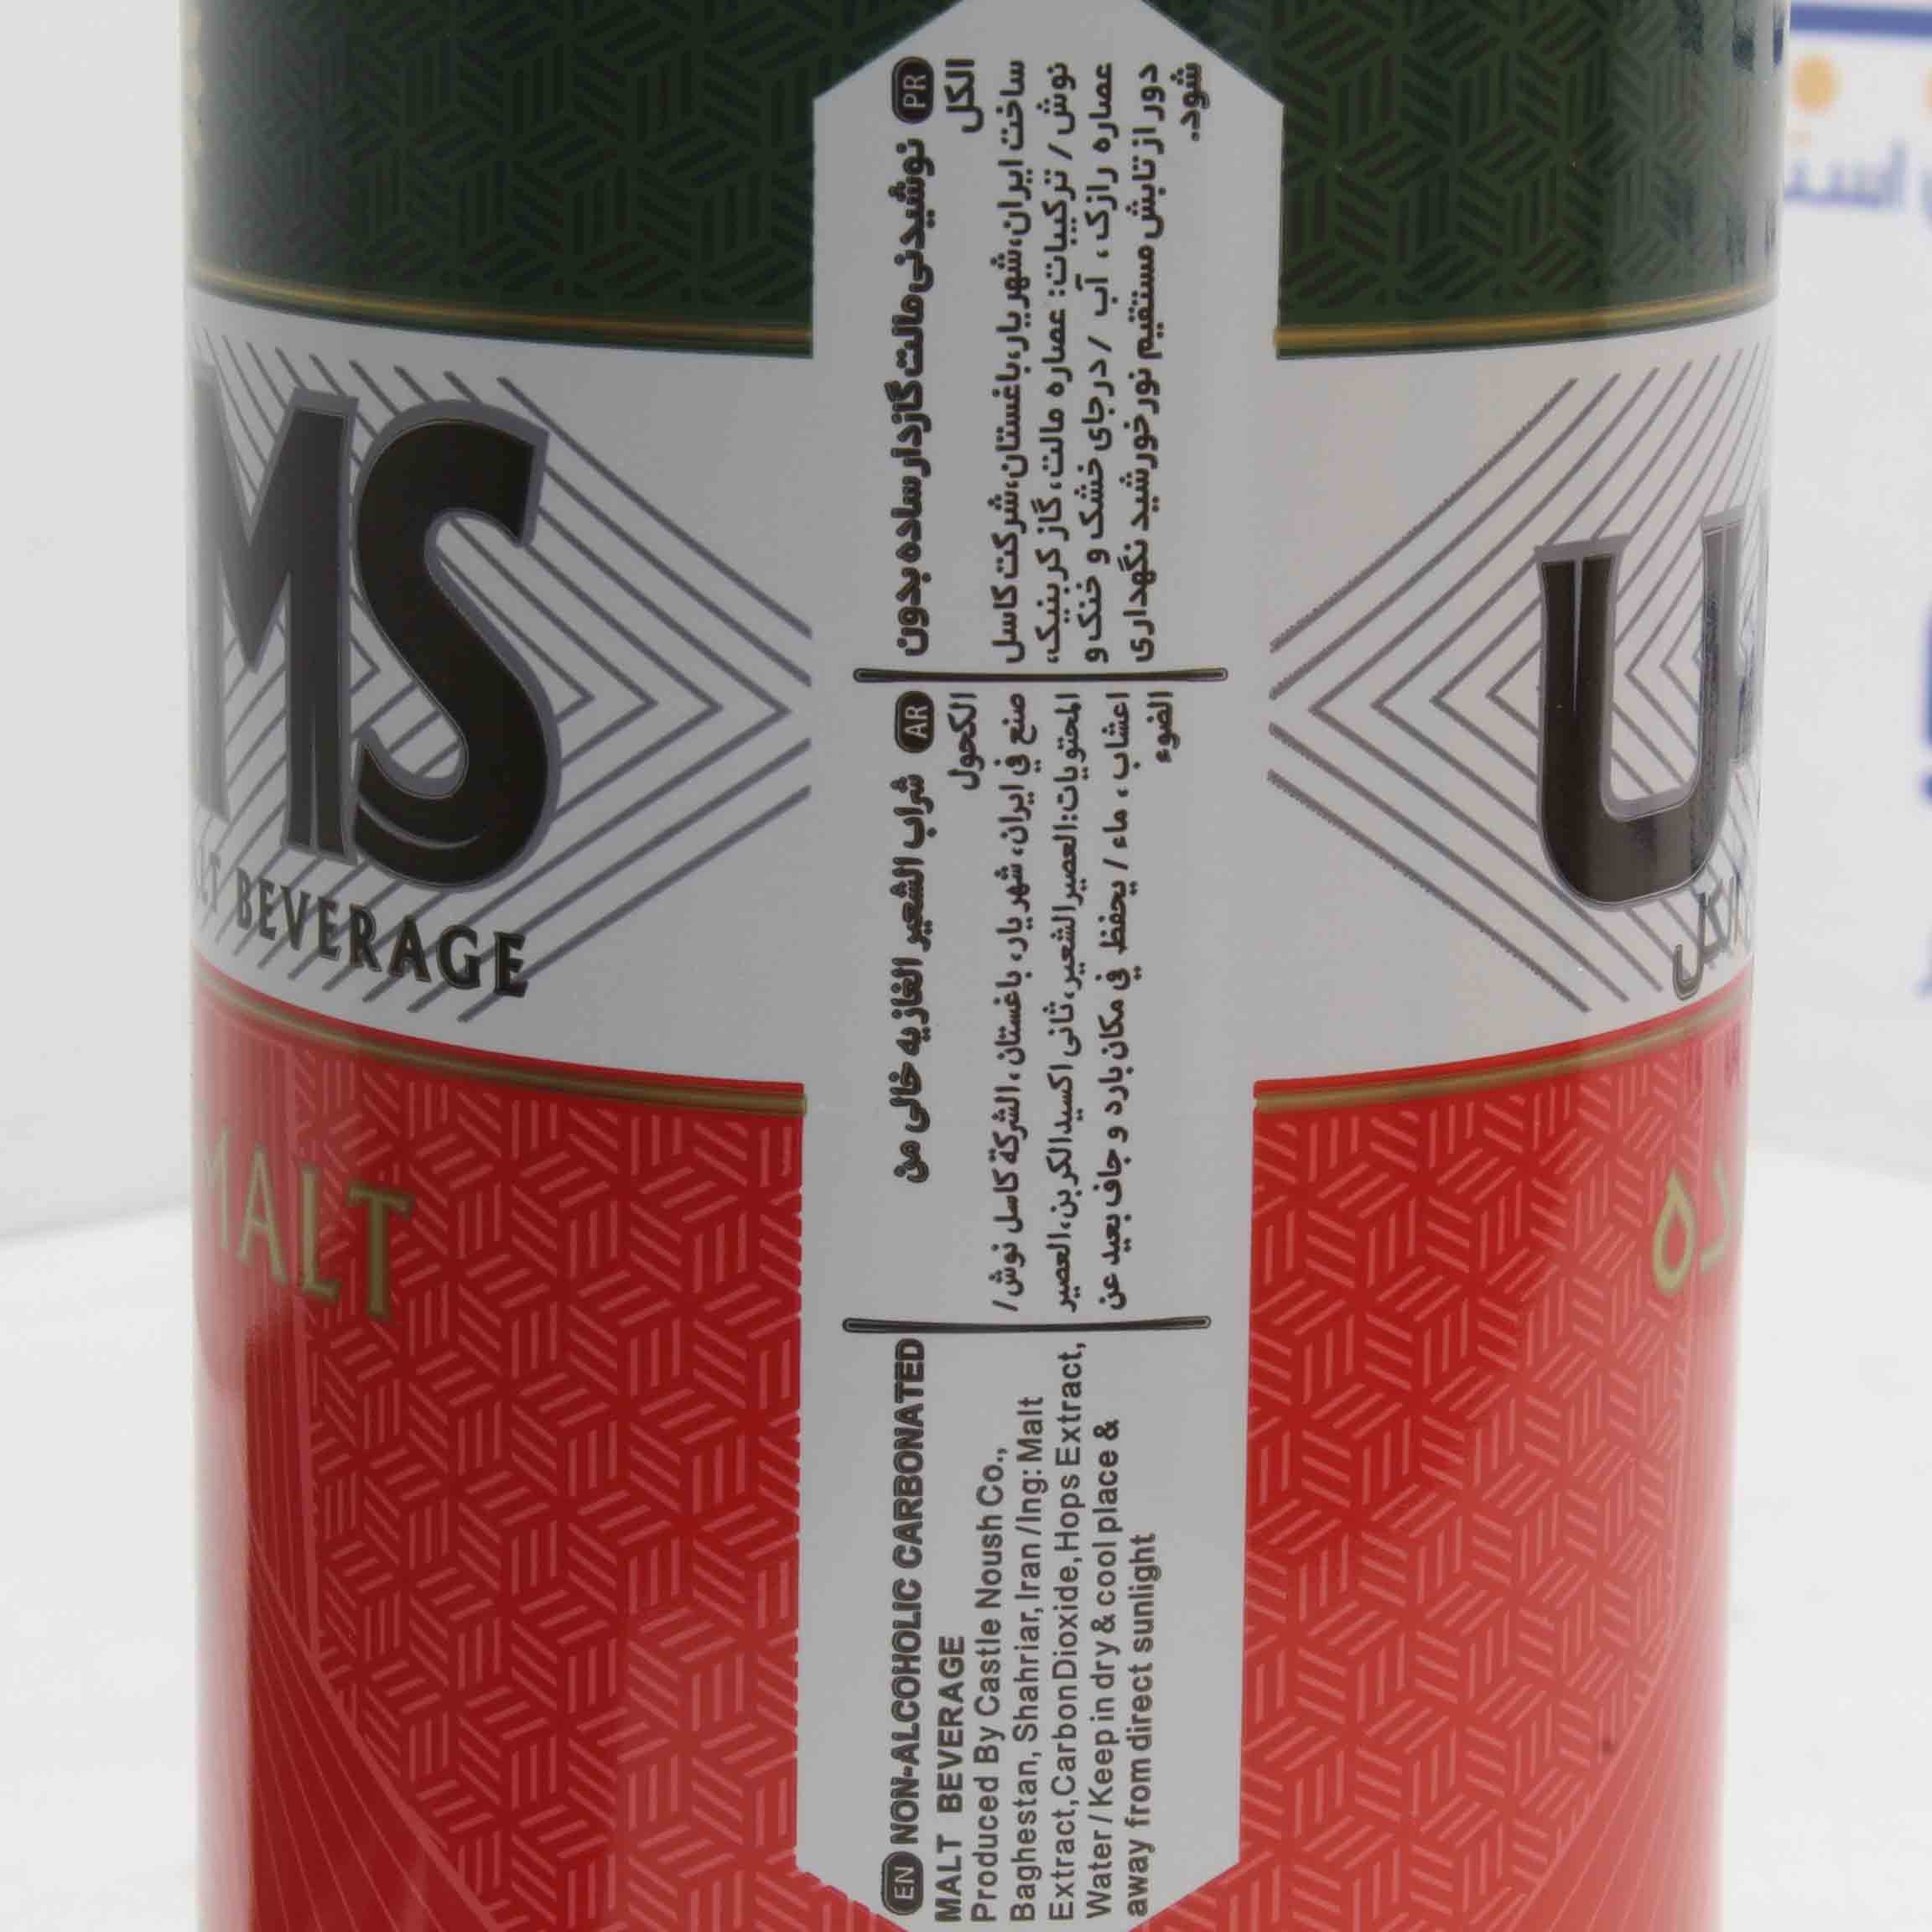 MS
BEVERAGE
MALT
PR نوشیدنی مالت گازدار ساده بدون
الکل
ساخت ایران، شهریار، باغستان، شرکت کاسل
نوش / ترکیبات: عصاره مالت، گاز کربنیک،
عصاره رازک، آب / درجای خشک و خنک و
دور از تابش مستقیم نور خورشید نگهداری
شود.
AR شراب الشعیر الغازیه خالی من
الکحول
صنع في ایران، شهریار، باغستان، الشرکة کاسل نوش/
المحتویات:العصیرالشعیر، ثانی اکسیدالکربن،العصیر
اعشاب، ماء / یحفظ في مکان بارد و جاف بعید عن
الضوء
EN NON-ALCOHOLIC CARBONATED
MALT BEVERAGE
Produced By Castle Noush Co.,
Baghestan, Shahriar, Iran / Ing: Malt
Extract, Carbon Dioxide, Hops Extract,
Water / Keep in dry & cool place &
away from direct sunlight